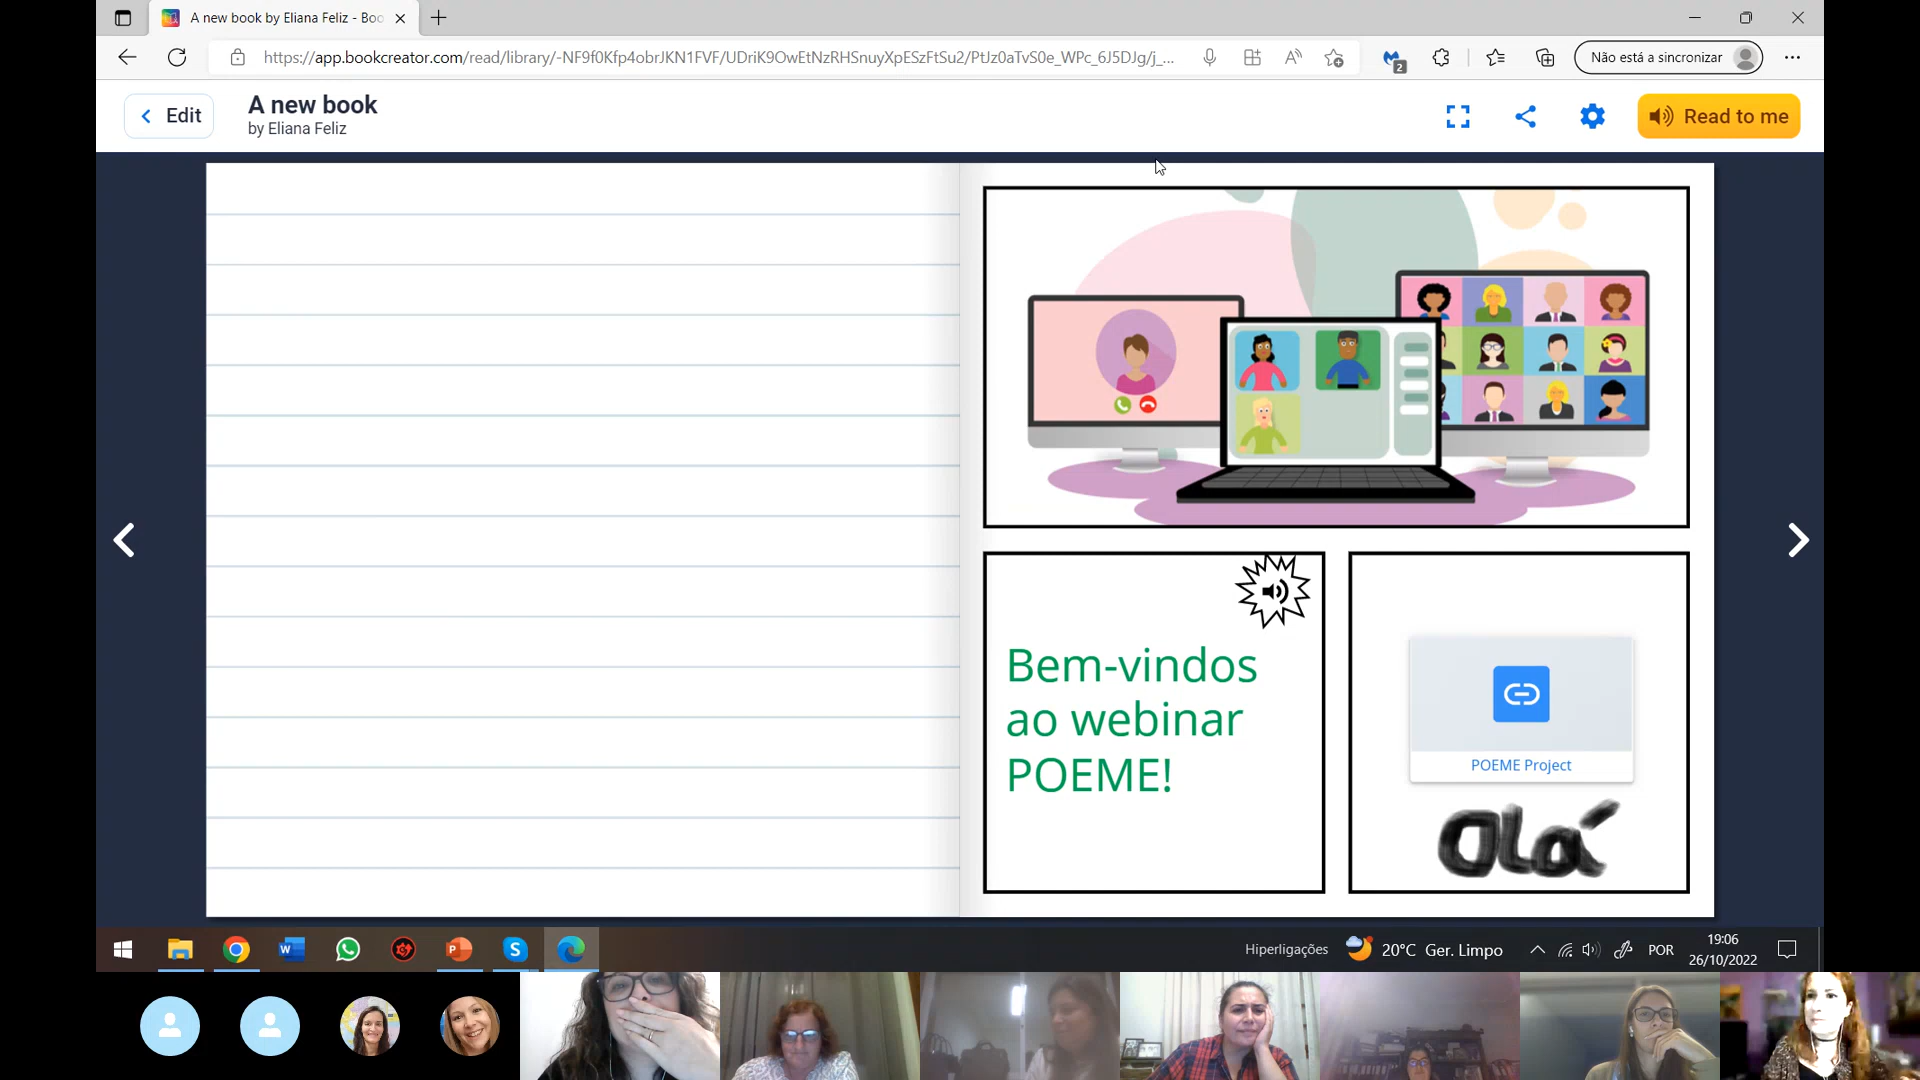 A new book by Eliana Feliz - Boo
https://app.bookcreator.com/read/library/-NF9f0Kfp4obrJKN1FVF/UDriK9OwEtNzRHSnuyXpESzFtSu2/PtJz0aTvS0e_WPc_6J5DJg/j_...
2
Não está a sincronizar
Edit
A new book
by Eliana Feliz
Read to me
Bem-vindos
ao webinar
POEME!
POEME Project
Olá
Hiperligações
20°C Ger. Limpo
POR
19:06
26/10/2022